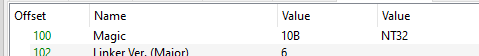 Offset Name Value Value
100 Magic 10B NT32
102 Linker Ver. (Major) 6